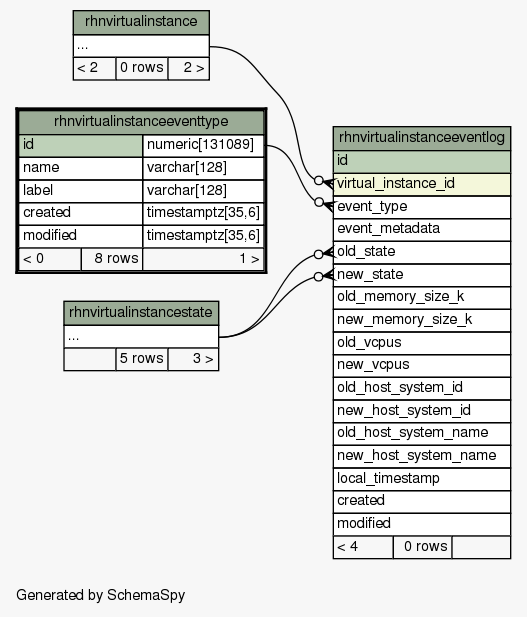 rhnvirtualinstance
...
< 2 0 rows 2 >
rhnvirtualinstanceeventtype
id numeric[131089]
name varchar[128]
label varchar[128]
created timestamptz[35,6]
modified timestamptz[35,6]
< 0 8 rows 1 >
rhnvirtualinstancestate
...
5 rows 3 >
rhnvirtualinstanceeventlog
id
virtual_instance_id
event_type
event_metadata
old_state
new_state
old_memory_size_k
new_memory_size_k
old_vcpus
new_vcpus
old_host_system_id
new_host_system_id
old_host_system_name
new_host_system_name
local_timestamp
created
modified
< 4 0 rows
Generated by SchemaSpy